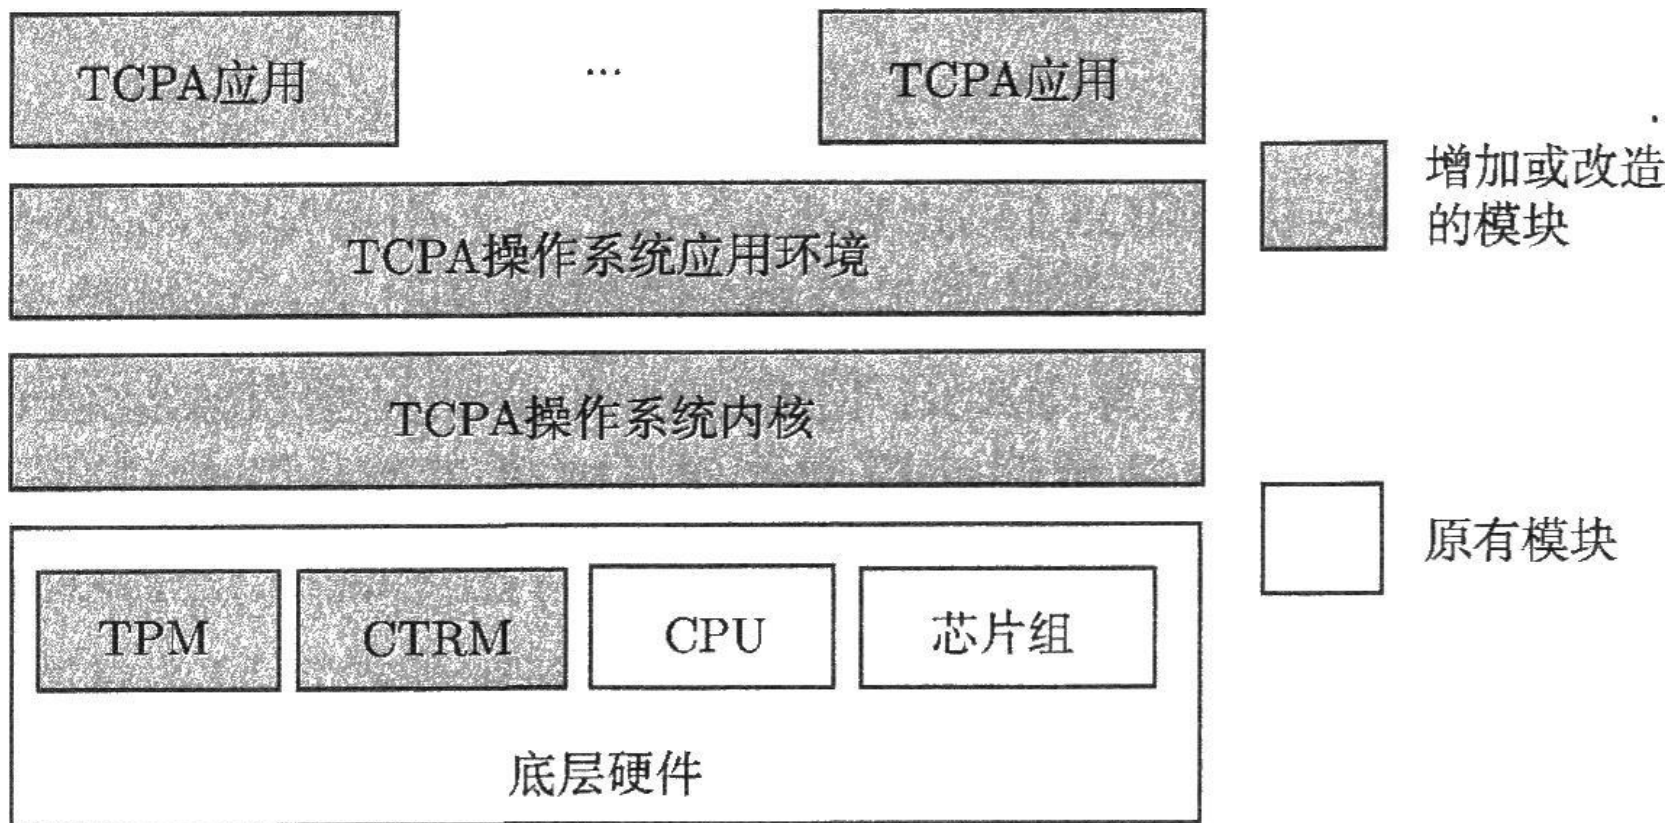 TCPA应用
...
TCPA应用
增加或改造
的模块
TCPA操作系统应用环境
TCPA操作系统内核
原有模块
TPM
CTRM
CPU
芯片组
底层硬件